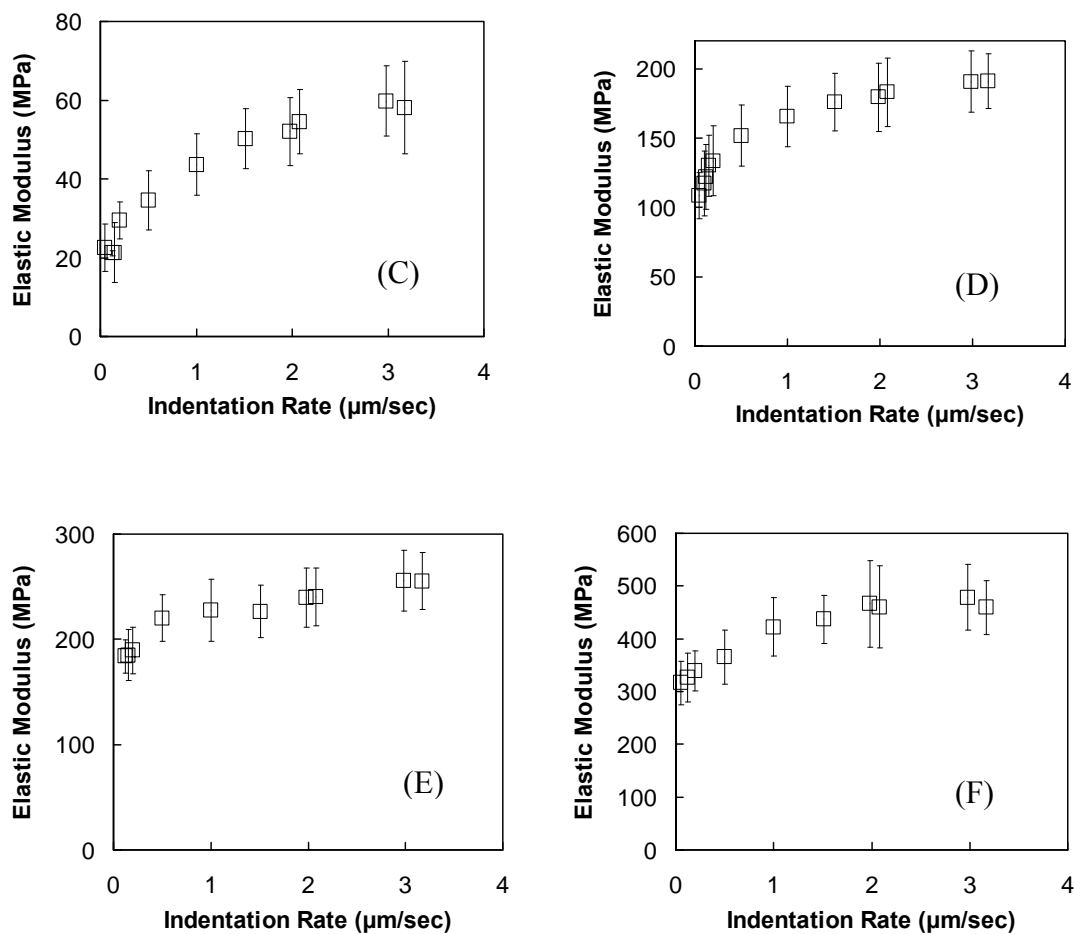 80
60
40
20
0
Elastic Modulus (MPa)
(C)
0 1 2 3 4
Indentation Rate (µm/sec)
200
150
100
50
0
Elastic Modulus (MPa)
(D)
0 1 2 3 4
Indentation Rate (µm/sec)
300
200
100
0
Elastic Modulus (MPa)
(E)
0 1 2 3 4
Indentation Rate (µm/sec)
600
500
400
300
200
100
0
Elastic Modulus (MPa)
(F)
0 1 2 3 4
Indentation Rate (µm/sec)